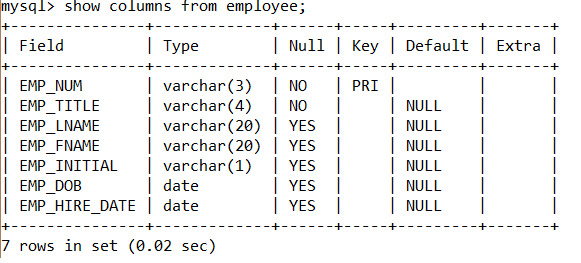 mysql> show columns from employee;
+---------------+-------------+------+-----+---------+-------+
| Field         | Type        | Null | Key | Default | Extra |
+---------------+-------------+------+-----+---------+-------+
| EMP_NUM       | varchar(3)  | NO   | PRI |         |       |
| EMP_TITLE     | varchar(4)  | NO   |     | NULL    |       |
| EMP_LNAME     | varchar(20) | YES  |     | NULL    |       |
| EMP_FNAME     | varchar(20) | YES  |     | NULL    |       |
| EMP_INITIAL   | varchar(1)  | YES  |     | NULL    |       |
| EMP_DOB       | date        | YES  |     | NULL    |       |
| EMP_HIRE_DATE | date        | YES  |     | NULL    |       |
+---------------+-------------+------+-----+---------+-------+
7 rows in set (0.02 sec)